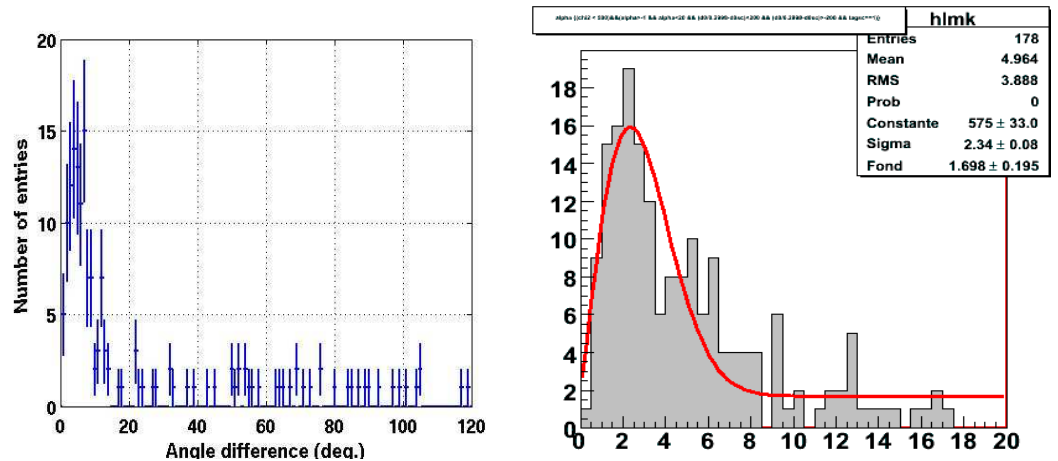 20
15
10
5
0
Number of entries
0 20 40 60 80 100 120
Angle difference (deg.)
hlmk
Entries 178
Mean 4.964
RMS 3.888
Prob 0
Constante 575 ± 33.0
Sigma 2.34 ± 0.08
Fond 1.698 ± 0.195
18
16
14
12
10
8
6
4
2
0
0 2 4 6 8 10 12 14 16 18 20